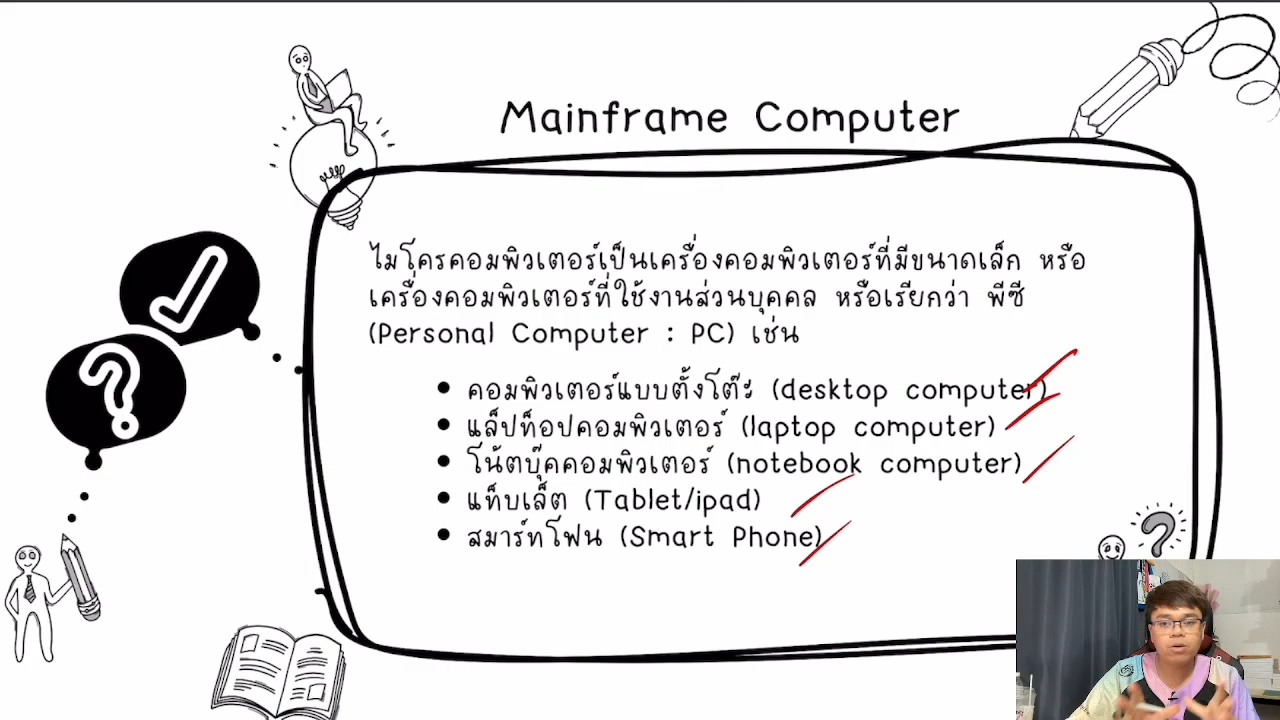 Mainframe Computer
ไมโครคอมพิวเตอร์เป็นเครื่องคอมพิวเตอร์ที่มีขนาดเล็ก หรือ
เครื่องคอมพิวเตอร์ที่ใช้งานส่วนบุคคล หรือเรียกว่า พีซี
(Personal Computer : PC) เช่น
• คอมพิวเตอร์แบบตั้งโต๊ะ (desktop computer)
• แล็ปท็อปคอมพิวเตอร์ (laptop computer)
• โน้ตบุ๊คคอมพิวเตอร์ (notebook computer)
• แท็บเล็ต (Tablet/ipad)
• สมาร์ทโฟน (Smart Phone)